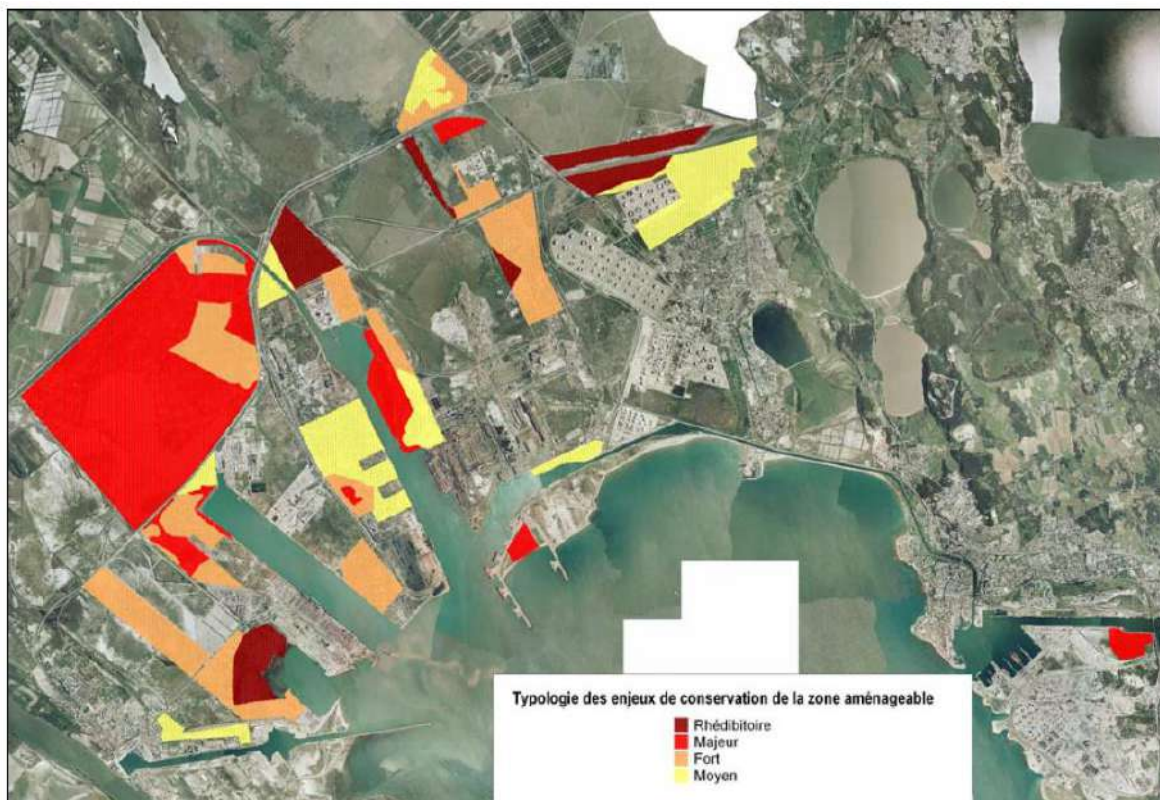 Typologie des enjeux de conservation de la zone aménageable
Rhédibitoire
Majeur
Fort
Moyen